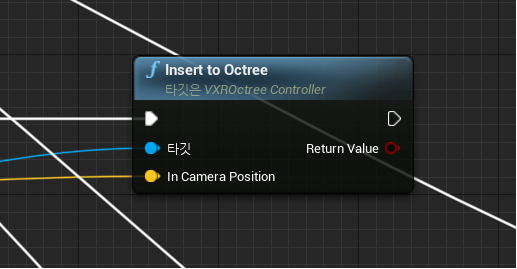 Insert to Octree
타깃은 VXROctree Controller
타깃
Return Value
In Camera Position